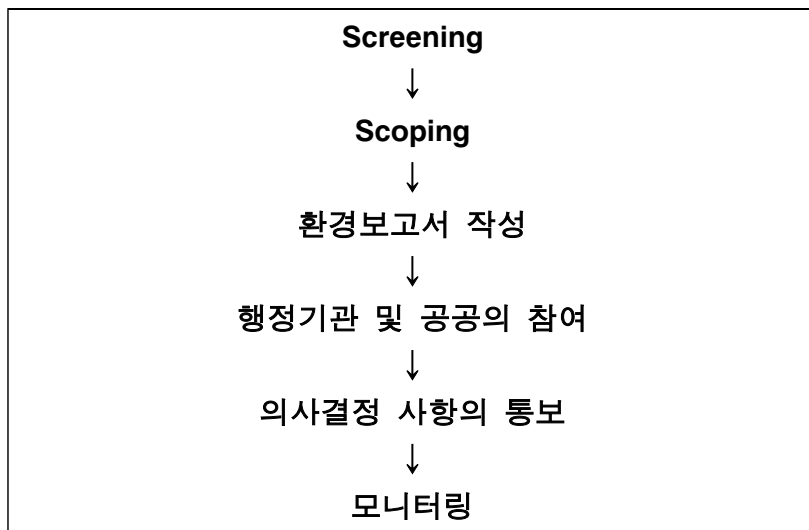 Screening
↓
Scoping
↓
환경보고서 작성
↓
행정기관 및 공공의 참여
↓
의사결정 사항의 통보
↓
모니터링